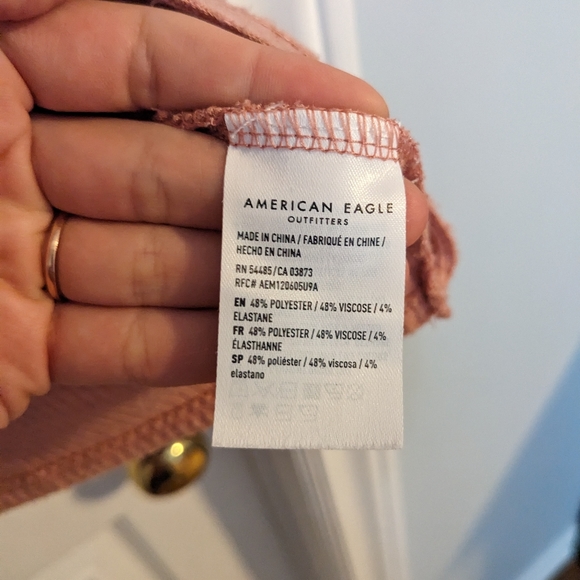 AMERICAN EAGLE
OUTFITTERS
MADE IN CHINA / FABRIQUÉ EN CHINE /
HECHO EN CHINA
RN 54485/CA 03873
RFC# AEM120605U9A
EN 48% POLYESTER / 48% VISCOSE / 4%
ELASTANE
FR 48% POLYESTER / 48% VISCOSE / 4%
ÉLASTHANNE
SP 48% poliéster / 48% viscosa / 4%
elastano